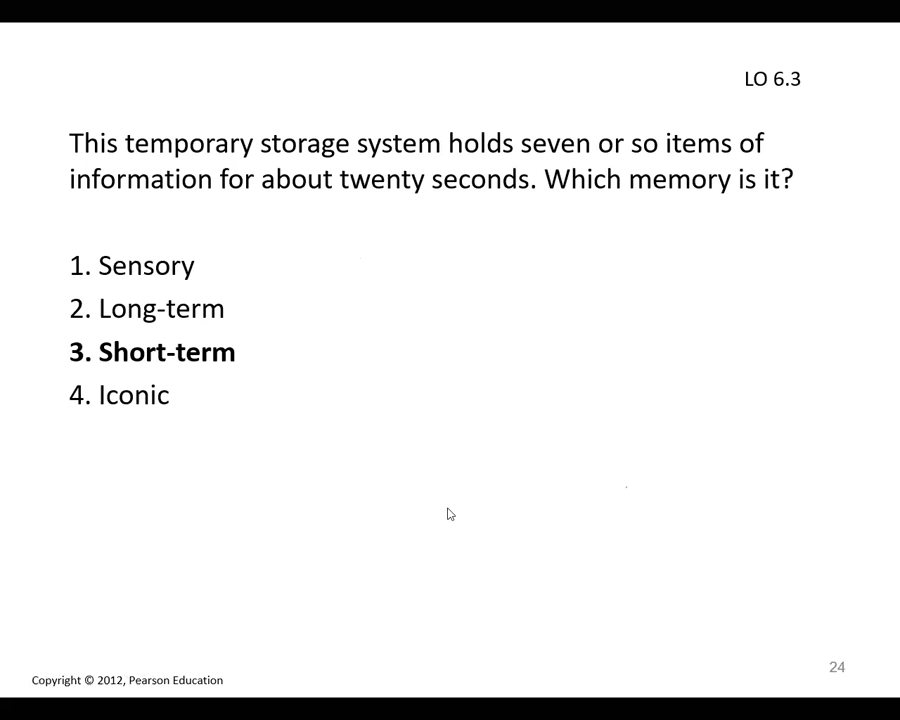 LO 6.3
This temporary storage system holds seven or so items of
information for about twenty seconds. Which memory is it?
1. Sensory
2. Long-term
3. Short-term
4. Iconic
24
Copyright © 2012, Pearson Education